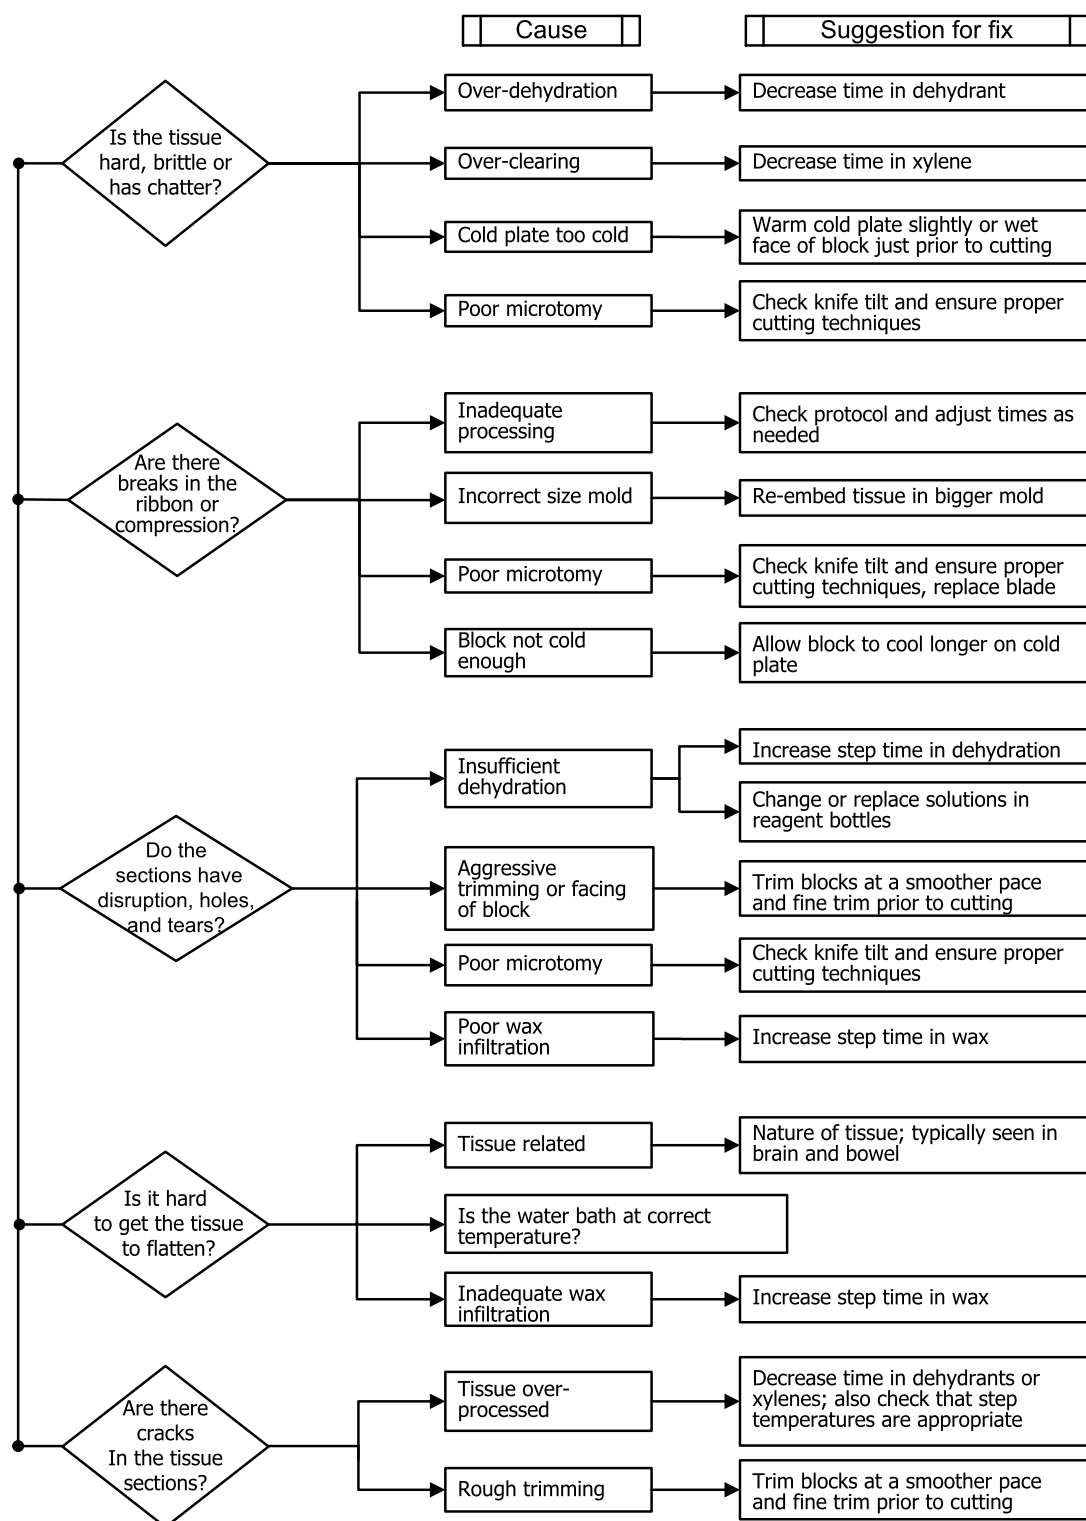 Cause
Suggestion for fix
Is the tissue
hard, brittle or
has chatter?
Over-dehydration
Decrease time in dehydrant
Over-clearing
Decrease time in xylene
Cold plate too cold
Warm cold plate slightly or wet
face of block just prior to cutting
Poor microtomy
Check knife tilt and ensure proper
cutting techniques
Are there
breaks in the
ribbon or
compression?
Inadequate
processing
Check protocol and adjust times as
needed
Incorrect size mold
Re-embed tissue in bigger mold
Poor microtomy
Check knife tilt and ensure proper
cutting techniques, replace blade
Block not cold
enough
Allow block to cool longer on cold
plate
Do the
sections have
disruption, holes,
and tears?
Insufficient
dehydration
Increase step time in dehydration
Change or replace solutions in
reagent bottles
Aggressive
trimming or facing
of block
Trim blocks at a smoother pace
and fine trim prior to cutting
Poor microtomy
Check knife tilt and ensure proper
cutting techniques
Poor wax
infiltration
Increase step time in wax
Is it hard
to get the tissue
to flatten?
Tissue related
Nature of tissue; typically seen in
brain and bowel
Is the water bath at correct
temperature?
Inadequate wax
infiltration
Increase step time in wax
Are there
cracks
In the tissue
sections?
Tissue over-
processed
Decrease time in dehydrants or
xylenes; also check that step
temperatures are appropriate
Rough trimming
Trim blocks at a smoother pace
and fine trim prior to cutting